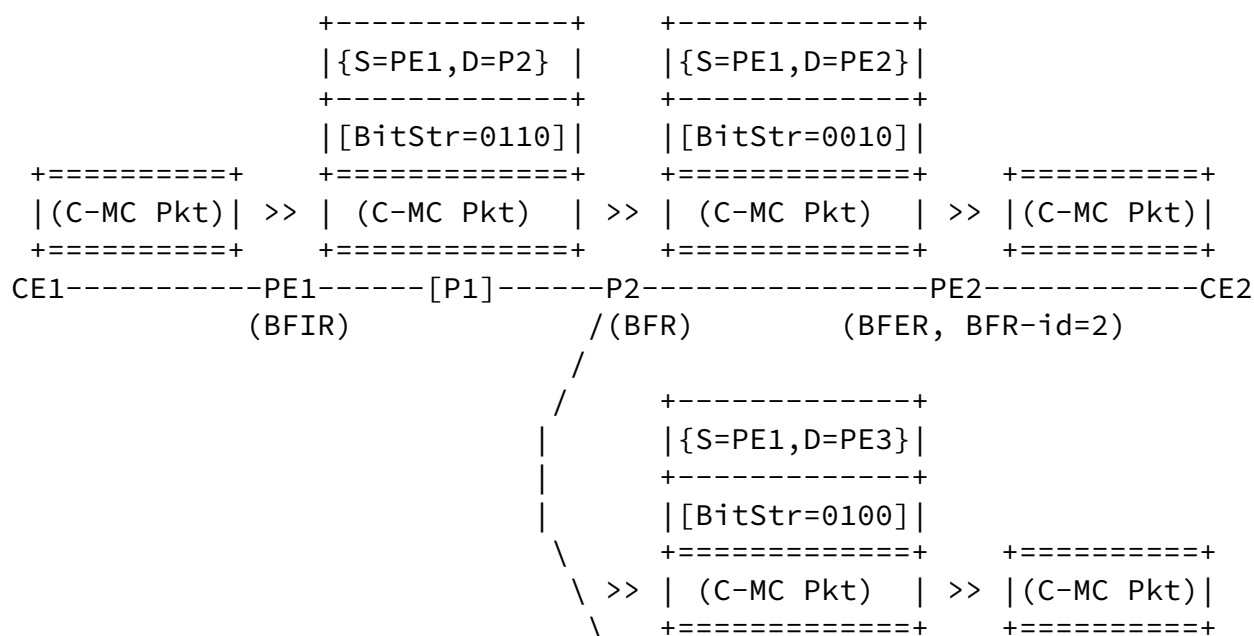 +-------------+    +-------------+
                  |{S=PE1,D=P2} |    |{S=PE1,D=PE2}|
                  +-------------+    +-------------+
                  |[BitStr=0110]|    |[BitStr=0010]|
 +==========+    +=============+    +=============+    +==========+
 |(C-MC Pkt)| >> | (C-MC Pkt)  | >> | (C-MC Pkt)  | >> |(C-MC Pkt)|
 +==========+    +=============+    +=============+    +==========+
CE1-----------PE1------[P1]------P2----------------PE2------------CE2
             (BFIR)             /(BFR)        (BFER, BFR-id=2)
                               /
                              /     +-------------+
                             |      |{S=PE1,D=PE3}|
                             |      +-------------+
                             |      |[BitStr=0100]|
                              \     +=============+    +==========+
                               \ >> | (C-MC Pkt)  | >> |(C-MC Pkt)|
                                \   +=============+    +==========+